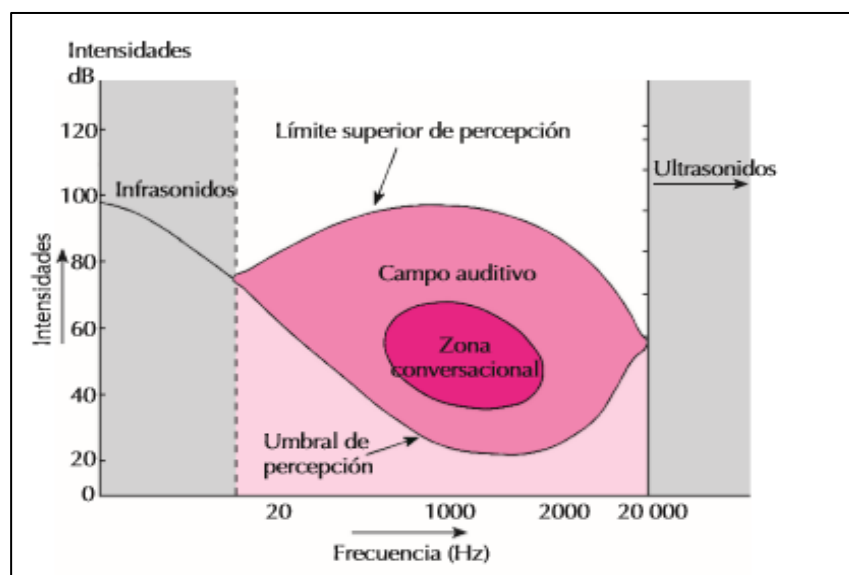 Intensidades
dB
120
100
80
60
40
20
0
Intensidades
Infrasonidos
Límite superior de percepción
Ultrasonidos
Campo auditivo
Zona
conversacional
Umbral de
percepción
20 1000 2000 20 000
Frecuencia (Hz)